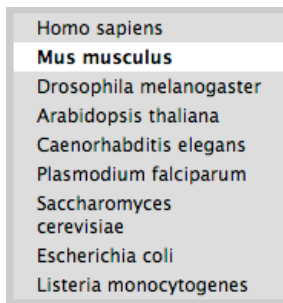 Homo sapiens
Mus musculus
Drosophila melanogaster
Arabidopsis thaliana
Caenorhabditis elegans
Plasmodium falciparum
Saccharomyces
cerevisiae
Escherichia coli
Listeria monocytogenes